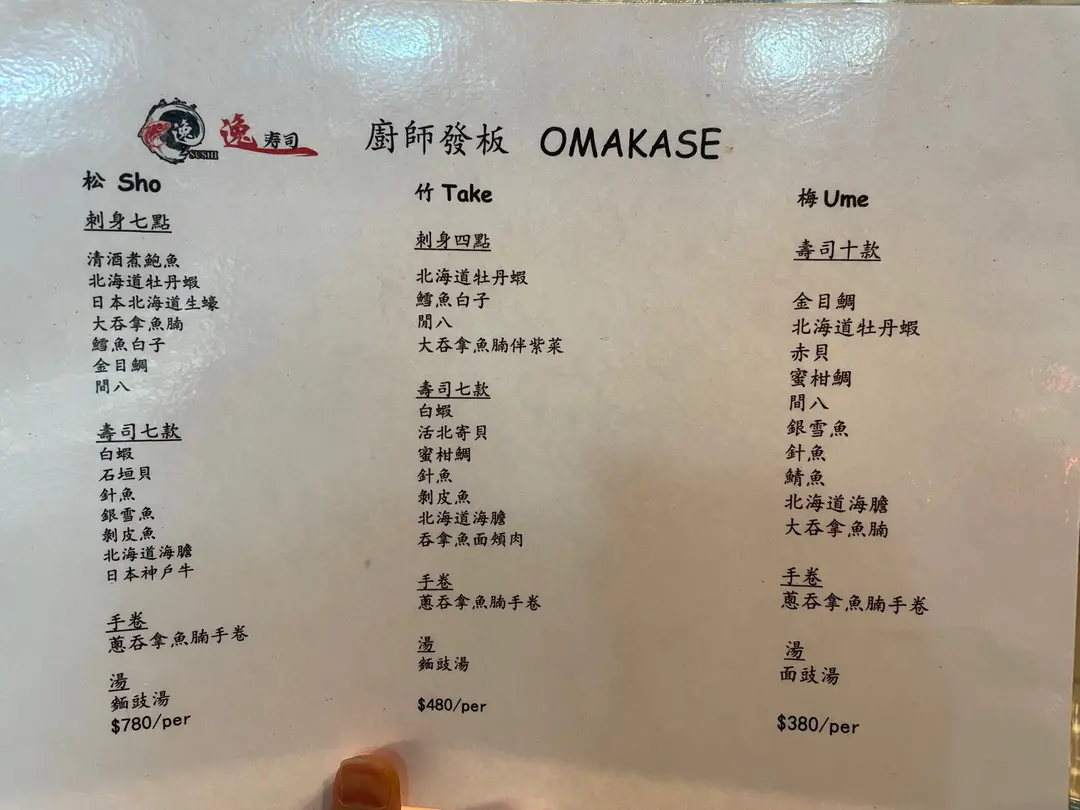 逸 SUSHI
逸 寿司
廚師發板 OMAKASE
松 Sho
刺身七點
清酒煮鮑魚
北海道牡丹蝦
日本北海道生蠔
大吞拿魚腩
鱈魚白子
金目鯛
間八
壽司七款
白蝦
石垣貝
針魚
銀雪魚
剝皮魚
北海道海膽
日本神戶牛
手卷
蔥吞拿魚腩手卷
湯
麵豉湯
$780/per
竹 Take
刺身四點
北海道牡丹蝦
鱈魚白子
閒八
大吞拿魚腩伴紫菜
壽司七款
白蝦
活北寄貝
蜜柑鯛
針魚
剝皮魚
北海道海膽
吞拿魚面頰肉
手卷
蔥吞拿魚腩手卷
湯
麵豉湯
$480/per
梅 Ume
壽司十款
金目鯛
北海道牡丹蝦
赤貝
蜜柑鯛
間八
銀雪魚
針魚
鯖魚
北海道海膽
大吞拿魚腩
手卷
蔥吞拿魚腩手卷
湯
面豉湯
$380/per